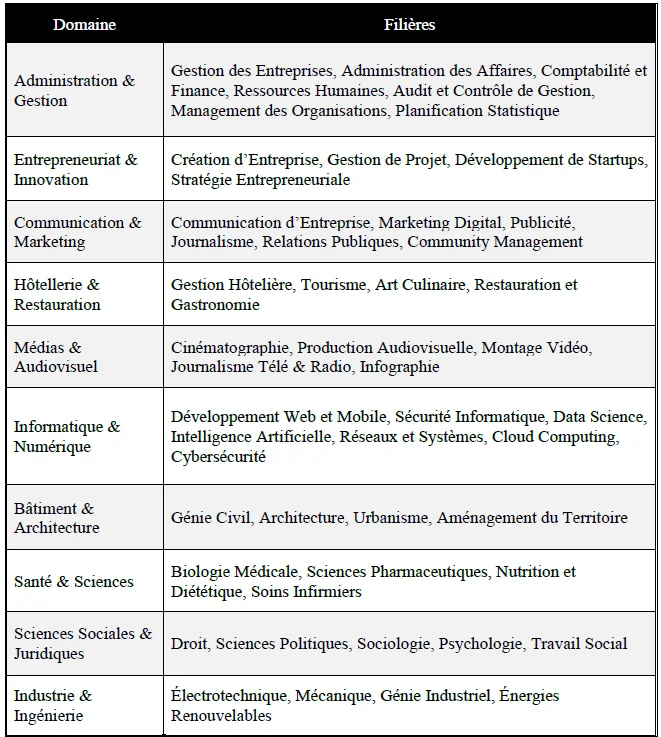 Domaine
Filières
Administration &
Gestion
Gestion des Entreprises, Administration des Affaires, Comptabilité et
Finance, Ressources Humaines, Audit et Contrôle de Gestion,
Management des Organisations, Planification Statistique
Entrepreneuriat &
Innovation
Création d’Entreprise, Gestion de Projet, Développement de Startups,
Stratégie Entrepreneuriale
Communication &
Marketing
Communication d’Entreprise, Marketing Digital, Publicité,
Journalisme, Relations Publiques, Community Management
Hôtellerie &
Restauration
Gestion Hôtelière, Tourisme, Art Culinaire, Restauration et
Gastronomie
Médias &
Audiovisuel
Cinématographie, Production Audiovisuelle, Montage Vidéo,
Journalisme Télé & Radio, Infographie
Informatique &
Numérique
Développement Web et Mobile, Sécurité Informatique, Data Science,
Intelligence Artificielle, Réseaux et Systèmes, Cloud Computing,
Cybersécurité
Bâtiment &
Architecture
Génie Civil, Architecture, Urbanisme, Aménagement du Territoire
Santé & Sciences
Biologie Médicale, Sciences Pharmaceutiques, Nutrition et
Diététique, Soins Infirmiers
Sciences Sociales &
Juridiques
Droit, Sciences Politiques, Sociologie, Psychologie, Travail Social
Industrie &
Ingénierie
Électrotechnique, Mécanique, Génie Industriel, Énergies
Renouvelables